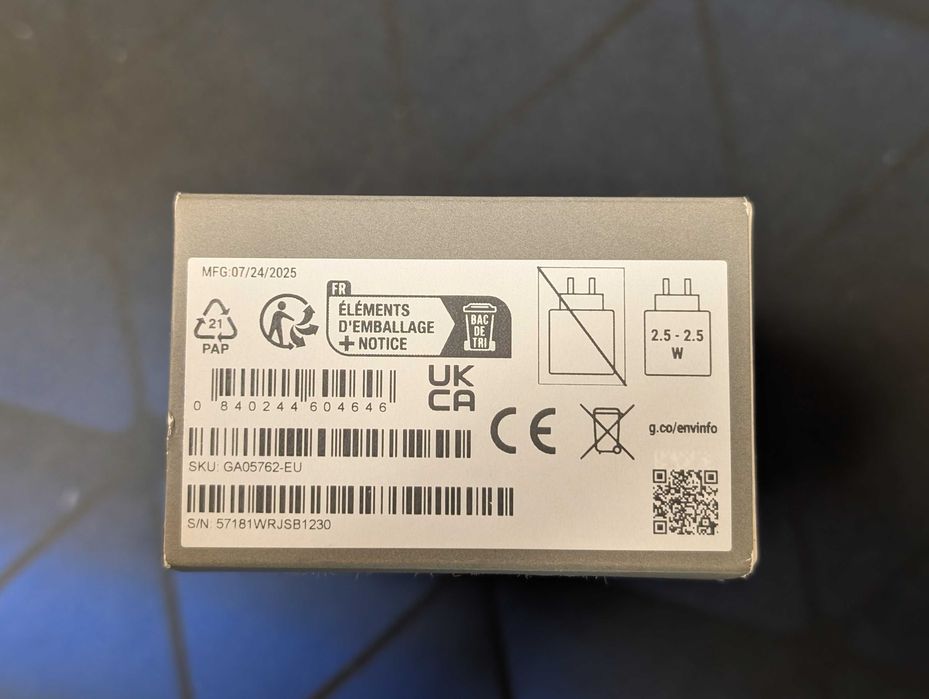 MFG:07/24/2025
21
PAP
FR
ÉLÉMENTS
D'EMBALLAGE
+ NOTICE
BAC
DE
TRI
2.5 - 2.5
W
0 840244 604646
UK
CA
CE
g.co/envinfo
SKU: GA05762-EU
S/N: 57181WRJSB1230